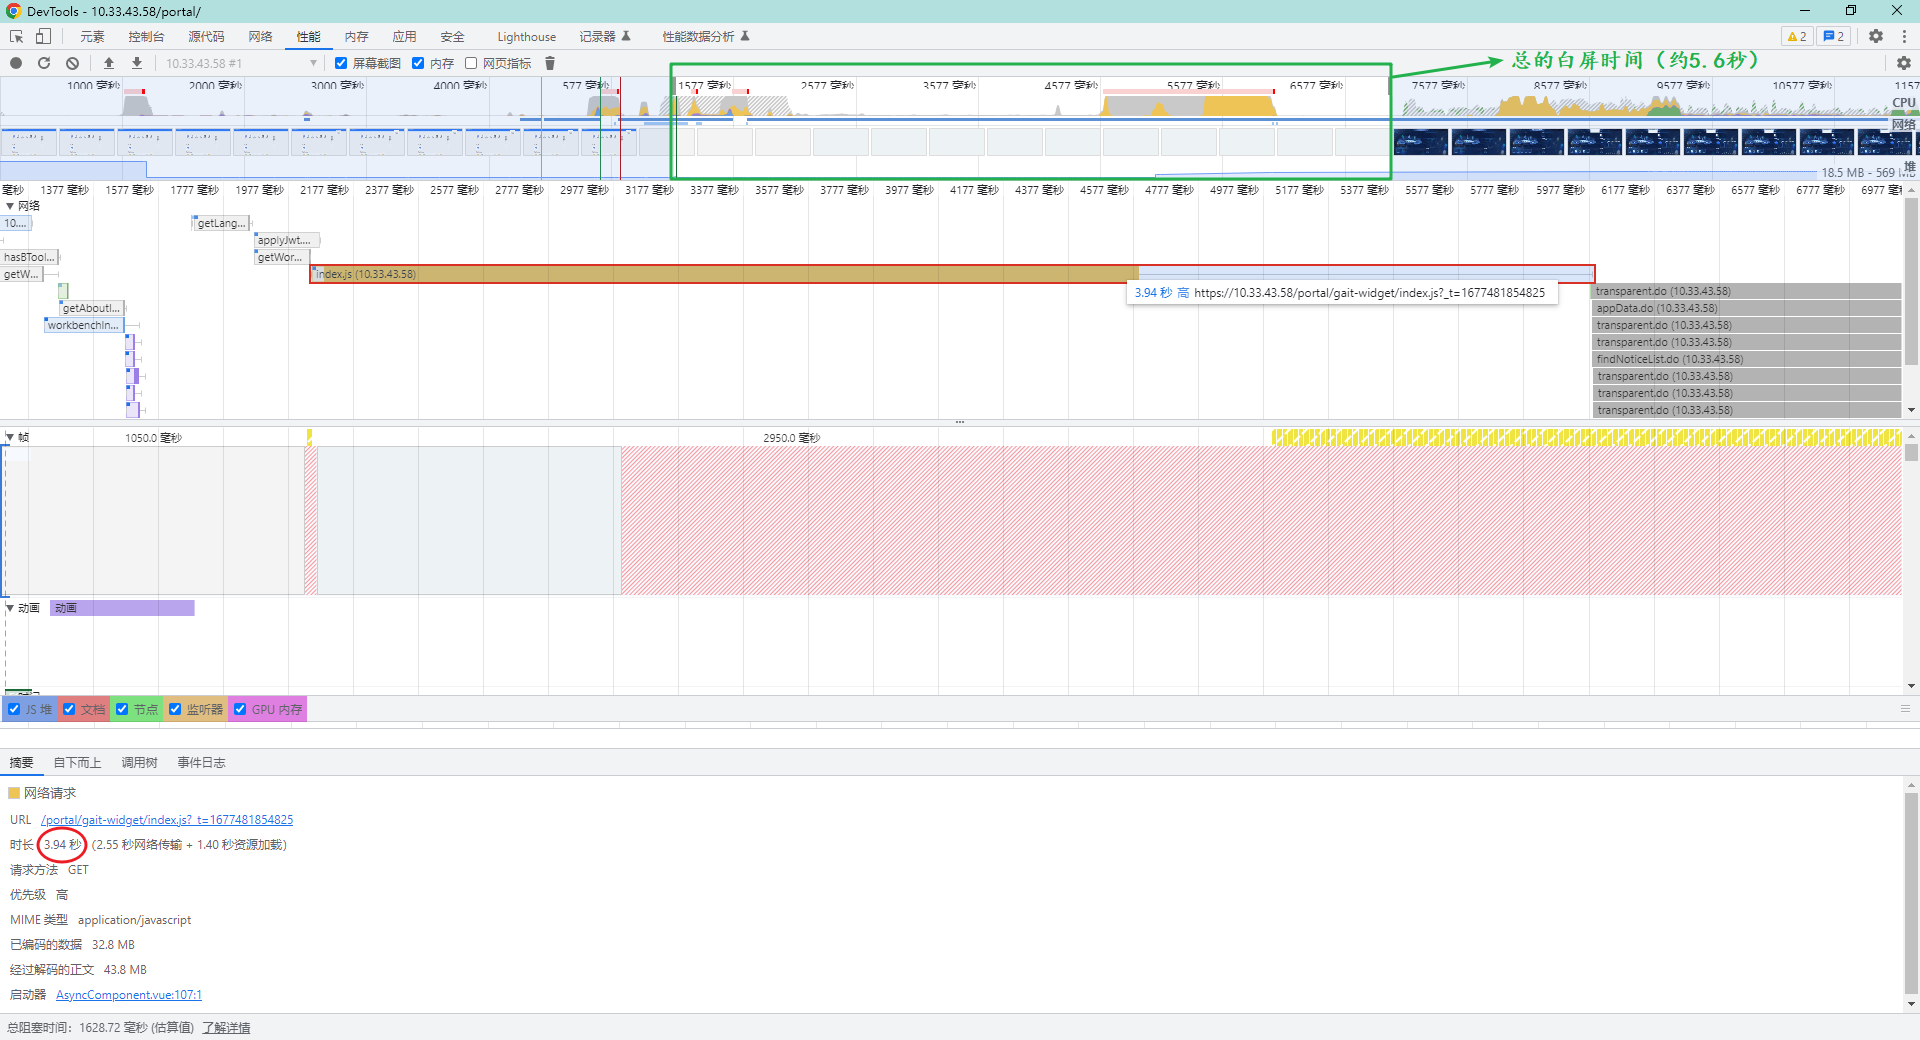 DevTools - 10.33.43.58/portal/
元素 控制台 源代码 网络 性能 内存 应用 安全 Lighthouse 记录器 性能数据分析 2 2
10.33.43.58 #1 屏幕截图 内存 网页指标
总的白屏时间（约5.6秒）
1000 毫秒 2000 毫秒 3000 毫秒 4000 毫秒 577 毫秒 1577 毫秒 2577 毫秒 3577 毫秒 4577 毫秒 5577 毫秒 6577 毫秒 7577 毫秒 8577 毫秒 9577 毫秒 10577 毫秒 1157
CPU
网络
堆
18.5 MB - 569 M
毫秒 1377 毫秒 1577 毫秒 1777 毫秒 1977 毫秒 2177 毫秒 2377 毫秒 2577 毫秒 2777 毫秒 2977 毫秒 3177 毫秒 3377 毫秒 3577 毫秒 3777 毫秒 3977 毫秒 4177 毫秒 4377 毫秒 4577 毫秒 4777 毫秒 4977 毫秒 5177 毫秒 5377 毫秒 5577 毫秒 5777 毫秒 5977 毫秒 6177 毫秒 6377 毫秒 6577 毫秒 6777 毫秒 6977 毫
网络
10.... getLang...
applyJwt....
hasBTool... getWor...
getW... index.js (10.33.43.58)
3.94 秒 高 https://10.33.43.58/portal/gait-widget/index.js?_t=1677481854825
transparent.do (10.33.43.58)
getAboutI... appData.do (10.33.43.58)
workbenchIn... transparent.do (10.33.43.58)
transparent.do (10.33.43.58)
findNoticeList.do (10.33.43.58)
transparent.do (10.33.43.58)
transparent.do (10.33.43.58)
transparent.do (10.33.43.58)
帧 1050.0 毫秒 2950.0 毫秒
动画 动画
JS 堆 文档 节点 监听器 GPU 内存
摘要 自下而上 调用树 事件日志
网络请求
URL /portal/gait-widget/index.js?_t=1677481854825
时长 3.94 秒 (2.55 秒网络传输 + 1.40 秒资源加载)
请求方法 GET
优先级 高
MIME 类型 application/javascript
已编码的数据 32.8 MB
经过解码的正文 43.8 MB
启动器 AsyncComponent.vue:107:1
总阻塞时间：1628.72 毫秒 (估算值) 了解详情